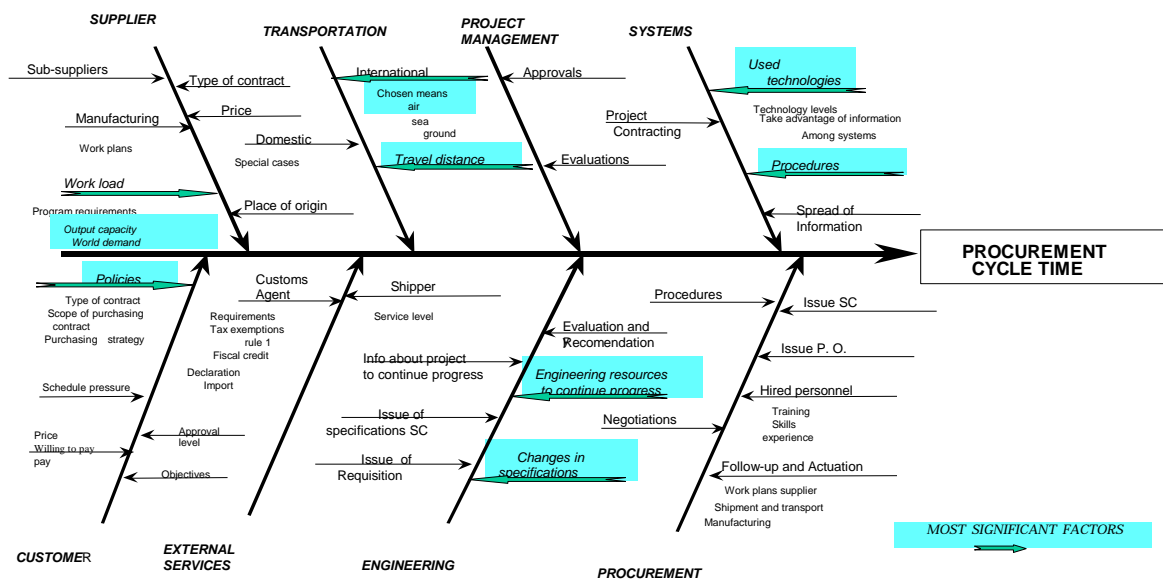 SUPPLIER
TRANSPORTATION
PROJECT
MANAGEMENT
SYSTEMS
Sub-suppliers
Type of contract
Price
Manufacturing
Work plans
Work load
Program requirements
Output capacity
World demand
Place of origin
International
Chosen means
air
sea
ground
Domestic
Special cases
Travel distance
Approvals
Evaluations
Used
technologies
Technology levels
Take advantage of information
Among systems
Project
Contracting
Procedures
Spread of
Information
PROCUREMENT
CYCLE TIME
Policies
Type of contract
Scope of purchasing
contract
Purchasing strategy
Schedule pressure
Price
Willing to pay
pay
Approval
level
Objectives
Customs
Agent
Requirements
Tax exemptions
rule 1
Fiscal credit
Declaration
Import
Shipper
Service level
Evaluation and
y
Recomendation
Info about project
to continue progress
Engineering resources
to continue progress
Issue of
specifications SC
Issue of
Requisition
Changes in
specifications
Procedures
Issue SC
Issue P. O.
Hired personnel
Training
Skills
experience
Negotiations
Follow-up and Actuation
Work plans supplier
Shipment and transport
Manufacturing
MOST SIGNIFICANT FACTORS
CUSTOMER
EXTERNAL
SERVICES
ENGINEERING
PROCUREMENT